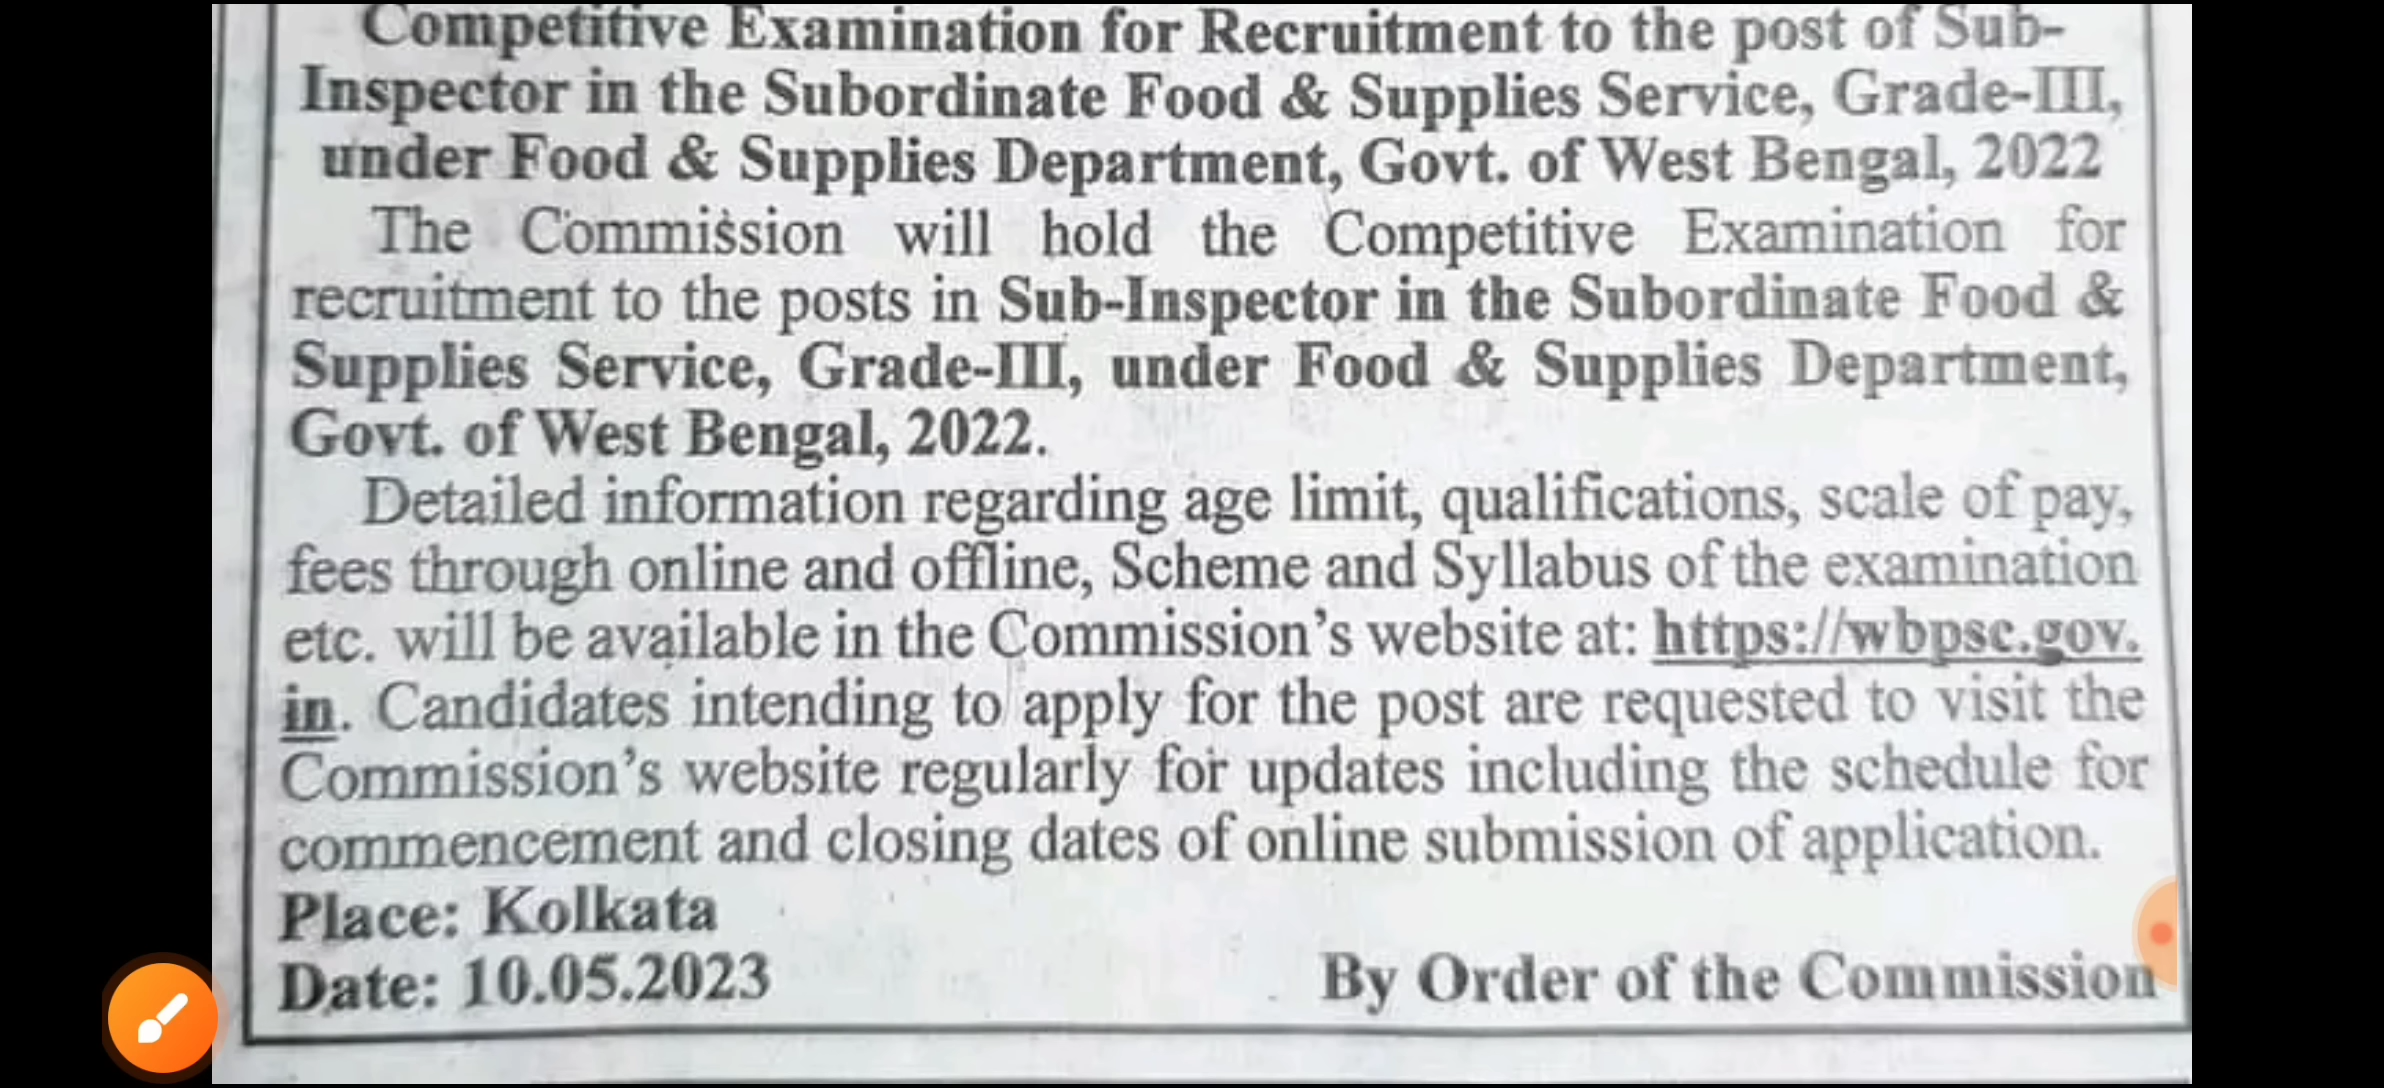 Competitive Examination for Recruitment to the post of Sub-
Inspector in the Subordinate Food & Supplies Service, Grade-III,
under Food & Supplies Department, Govt. of West Bengal, 2022
The Commission will hold the Competitive Examination for
recruitment to the posts in Sub-Inspector in the Subordinate Food &
Supplies Service, Grade-III, under Food & Supplies Department,
Govt. of West Bengal, 2022.
Detailed information regarding age limit, qualifications, scale of pay,
fees through online and offline, Scheme and Syllabus of the examination
etc. will be available in the Commission's website at: https://wbpsc.gov.
in. Candidates intending to apply for the post are requested to visit the
Commission's website regularly for updates including the schedule for
commencement and closing dates of online submission of application.
Place: Kolkata
Date: 10.05.2023
By Order of the Commission